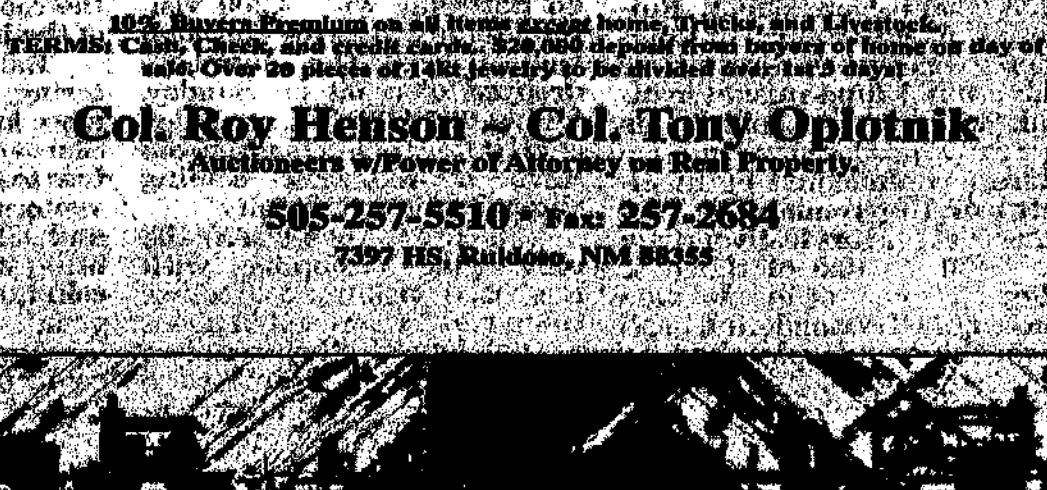 10% Buyers Premium on all items except home, Trucks, and Livestock.
TERMS: Cash, Check, and credit cards. $20,000 deposit from buyers of home on day of
sale. Over 20 pieces of 14kt jewelry to be divided over 1st 3 days!
Col. Roy Henson ~ Col. Tony Oplotnik
Auctioneers w/Power of Attorney on Real Property.
505-257-5510 • Fax: 257-2684
7397 HS, Ruidoso, NM 88355